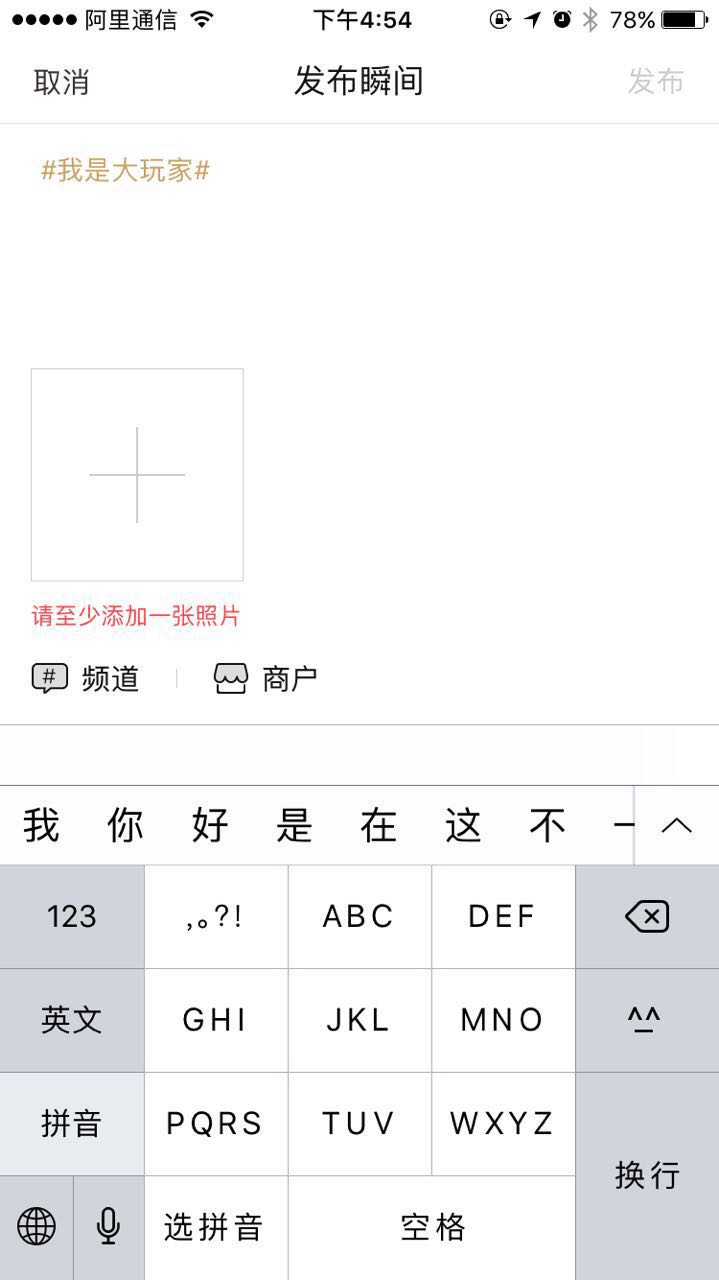 阿里通信 下午4:54 78%
取消 发布瞬间 发布
#我是大玩家#
请至少添加一张照片
# 频道 商户
我 你 好 是 在 这 不 一
123 ,。?! ABC DEF
英文 GHI JKL MNO ^_^
拼音 PQRS TUV WXYZ
换行
选拼音 空格